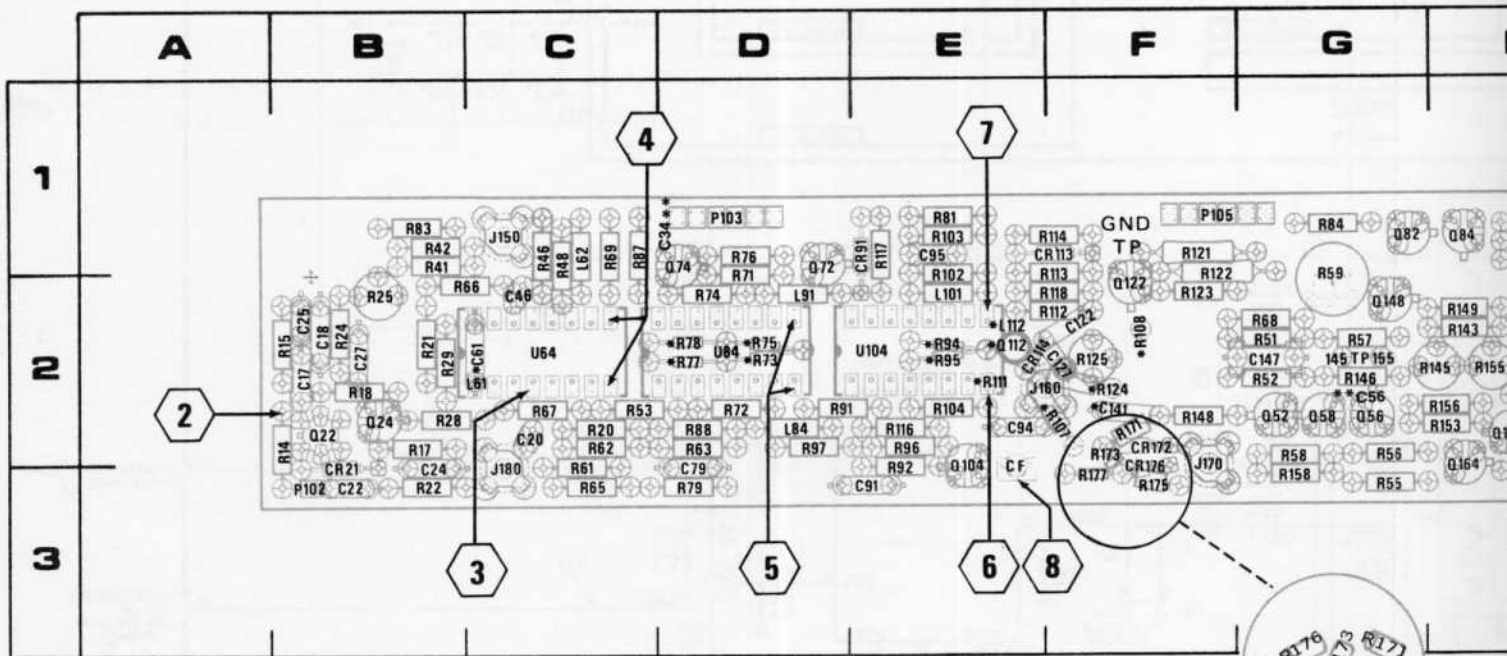 A B C D E F G
4 7
1
P103 P105
R83 J150 C34** R81 GND R84 Q82 Q84
R42 R46 R48 L62 R69 R87 R76 CR91 R117 R103 R114 TP R121
R41 Q74 R71 Q72 C95 CR113 R122 R59
R66 C46 R74 L91 R102 R113 Q122 R123 Q148
R25 L101 R118 R149
R112 R68 R143
R15 C25 C18 R24 C27 R21 R29 *C61 U64 *R78 U84 *R75 U104 *R94 *L112 *Q112 C122 *R108 R51 R57
2
C17 L61 *R77 *R73 *R95 CR114 C127 R125 C147 145 TP155 R145 R155
R18 *R111 J160 *R124 R52 R146
2 R28 R67 R53 R72 R91 R104 *R107 *C141 R148 **C56 R156
Q22 Q24 C20 R20 R88 L84 R116 C94 R171 Q52 Q58 Q56 R153
R14 R17 R62 R63 R97 R96 R173 CR172 R58 R56
CR21 C24 J180 R61 C79 R92 Q104 CF R177 CR176 J170 R158 Q164
P102 C22 R22 R65 R79 C91 R175 R55
3
3 5 6 8
R176 R171